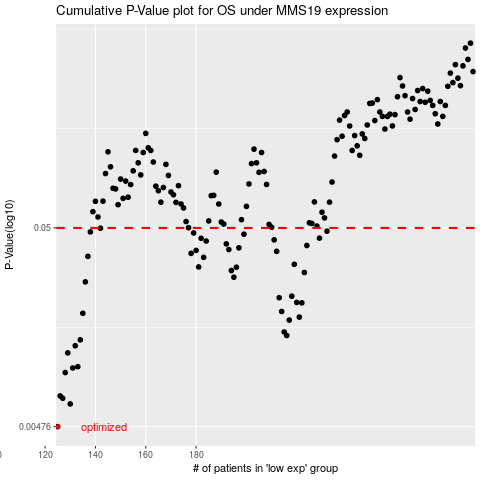 Cumulative P-Value plot for OS under MMS19 expression
P-Value(log10)
0.05
0.00476
optimized
0 120 140 160 180
# of patients in 'low exp' group